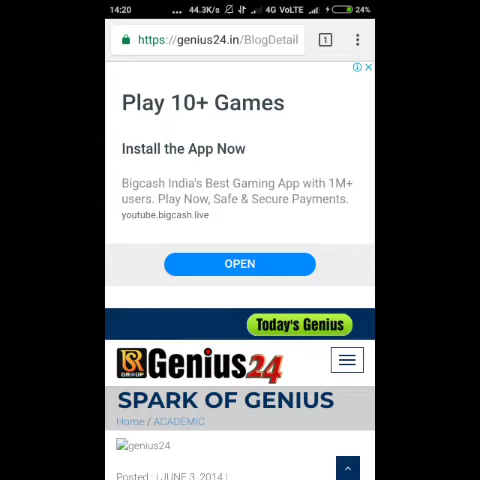 14:20 ... 44.3K/s 4G VoLTE 24%
https://genius24.in/BlogDetail
1
Play 10+ Games
Install the App Now
Bigcash India's Best Gaming App with 1M+
users. Play Now, Safe & Secure Payments.
youtube.bigcash.live
OPEN
Today's Genius
SR Genius24
GROUP
SPARK OF GENIUS
Home / ACADEMIC
genius24
Posted : | JUNE 3, 2014 |